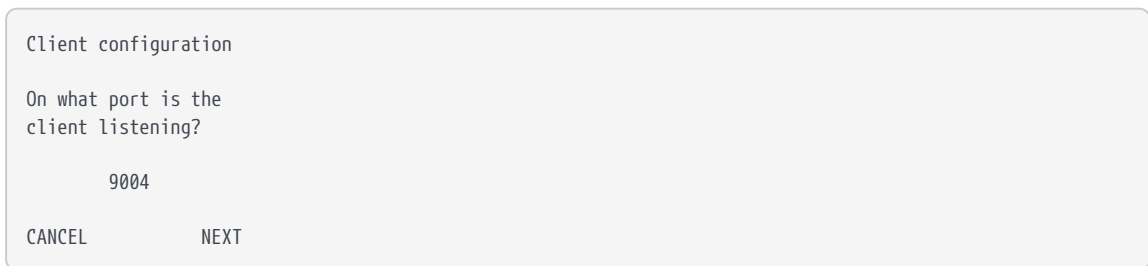 Client configuration
On what port is the
client listening?
9004
CANCEL NEXT